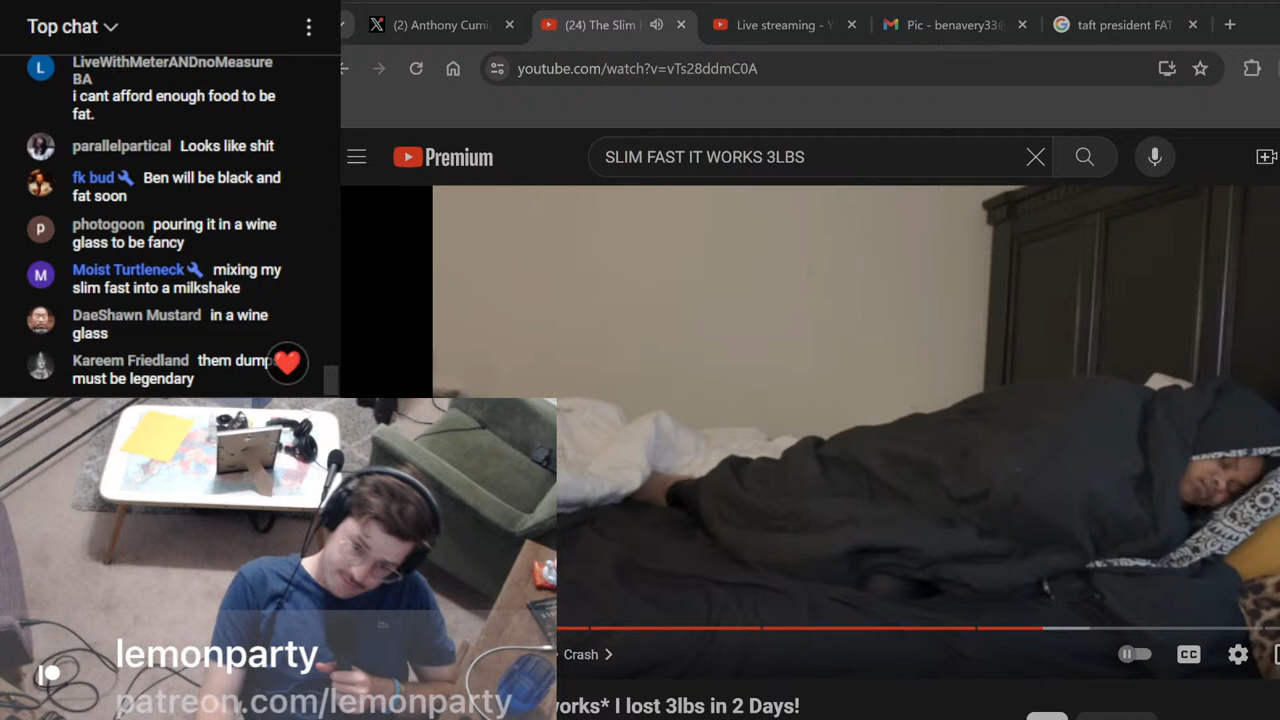 Top chat
LiveWithMeterANDnoMeasure
BA
i cant afford enough food to be
fat.
parallelpartical Looks like shit
fk bud Ben will be black and
fat soon
photogoon pouring it in a wine
glass to be fancy
Moist Turtleneck mixing my
slim fast into a milkshake
DaeShawn Mustard in a wine
glass
Kareem Friedland them dumps
must be legendary
L
P
M
(2) Anthony Cumi
(24) The Slim
Live streaming - Y
Pic - benavery33@
taft president FAT
youtube.com/watch?v=vTs28ddmC0A
Premium
SLIM FAST IT WORKS 3LBS
Crash
CC
works* I lost 3lbs in 2 Days!
lemonparty
patreon.com/lemonparty